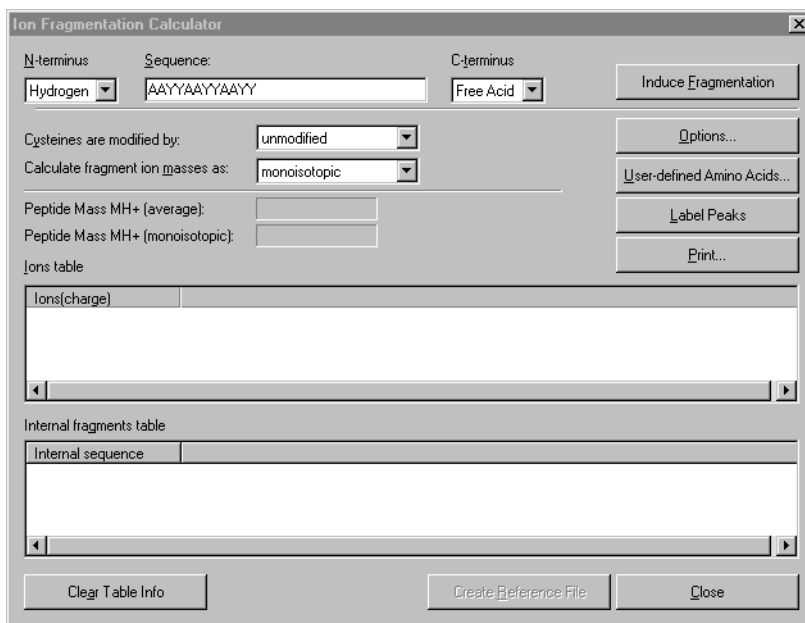 Ion Fragmentation Calculator
N-terminus Sequence: C-terminus
Hydrogen AAYYAAYYAAYY Free Acid Induce Fragmentation
Cysteines are modified by: unmodified Options...
Calculate fragment ion masses as: monoisotopic User-defined Amino Acids...
Peptide Mass MH+ (average): Label Peaks
Peptide Mass MH+ (monoisotopic): Print...
Ions table
Ions(charge)
Internal fragments table
Internal sequence
Clear Table Info Create Reference File Close